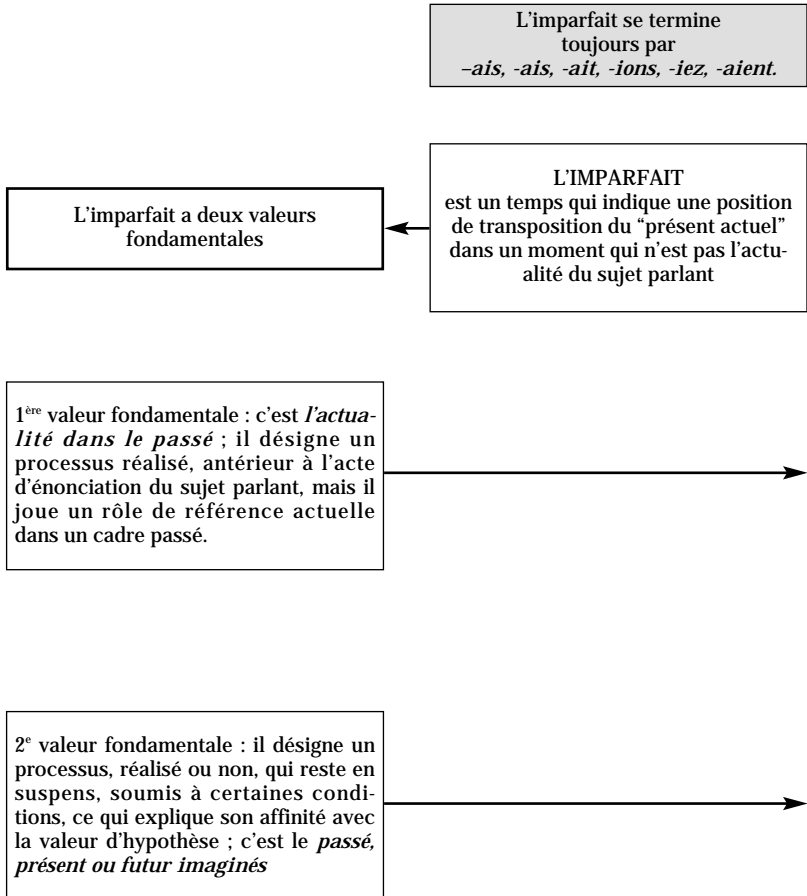 L'imparfait se termine
toujours par
–ais, -ais, -ait, -ions, -iez, -aient.
L'IMPARFAIT
est un temps qui indique une position
de transposition du “présent actuel”
dans un moment qui n'est pas l'actu-
alité du sujet parlant
L'imparfait a deux valeurs
fondamentales
1ère valeur fondamentale : c'est l'actua-
lité dans le passé ; il désigne un
processus réalisé, antérieur à l'acte
d'énonciation du sujet parlant, mais il
joue un rôle de référence actuelle
dans un cadre passé.
2e valeur fondamentale : il désigne un
processus, réalisé ou non, qui reste en
suspens, soumis à certaines condi-
tions, ce qui explique son affinité avec
la valeur d'hypothèse ; c'est le passé,
présent ou futur imaginés